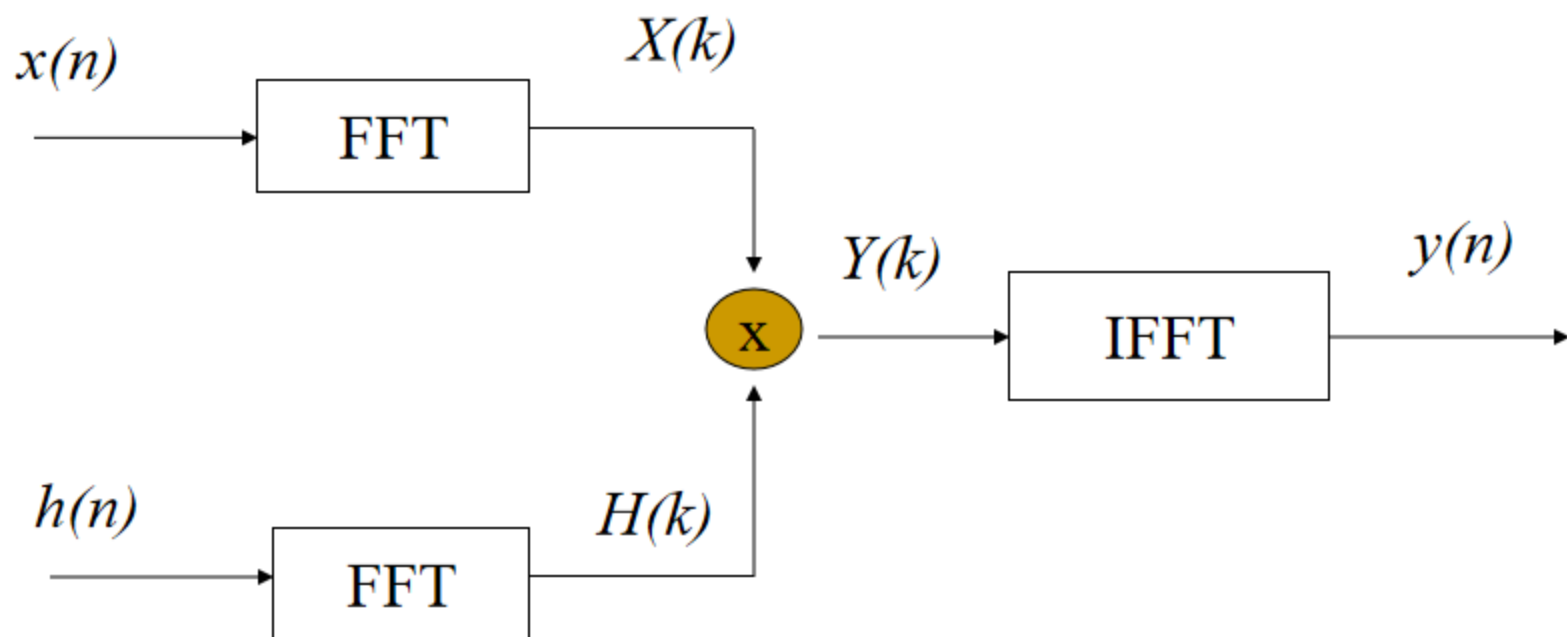 x(n)
FFT
X(k)
x
Y(k)
IFFT
y(n)
h(n)
FFT
H(k)